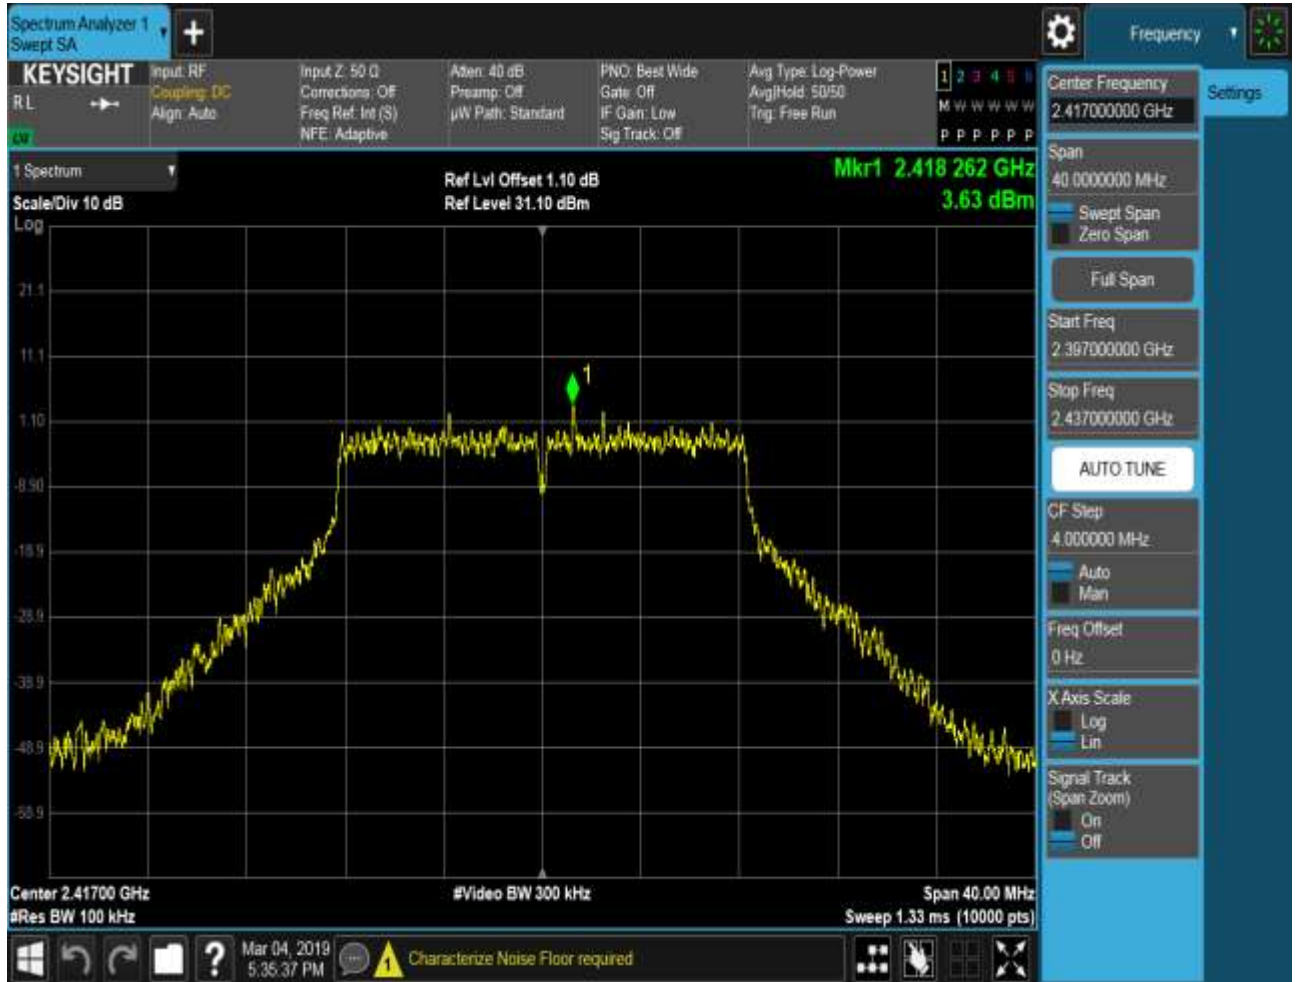 Spectrum Analyzer 1
Swept SA
+
Frequency
KEYSIGHT
R L
Input: RF
Coupling: DC
Align: Auto
Input Z: 50 Ω
Corrections: Off
Freq Ref: Int (S)
NFE: Adaptive
Atten: 40 dB
Preamp: Off
µW Path: Standard
PNO: Best Wide
Gate: Off
IF Gain: Low
Sig Track: Off
Avg Type: Log-Power
Avg|Hold: 50/50
Trig: Free Run
1 2 3 4 5 6
M W W W W W
P P P P P P
1 Spectrum
Scale/Div 10 dB
Log
Ref Lvl Offset 1.10 dB
Ref Level 31.10 dBm
Mkr1 2.418 262 GHz
3.63 dBm
21.1
11.1
1.10
-8.90
-18.9
-28.9
-38.9
-48.9
-58.9
1
Center 2.41700 GHz
#Res BW 100 kHz
#Video BW 300 kHz
Span 40.00 MHz
Sweep 1.33 ms (10000 pts)
Center Frequency
2.417000000 GHz
Settings
Span
40.0000000 MHz
Swept Span
Zero Span
Full Span
Start Freq
2.397000000 GHz
Stop Freq
2.437000000 GHz
AUTO TUNE
CF Step
4.000000 MHz
Auto
Man
Freq Offset
0 Hz
X Axis Scale
Log
Lin
Signal Track
(Span Zoom)
On
Off
?
Mar 04, 2019
5:35:37 PM
1
Characterize Noise Floor required